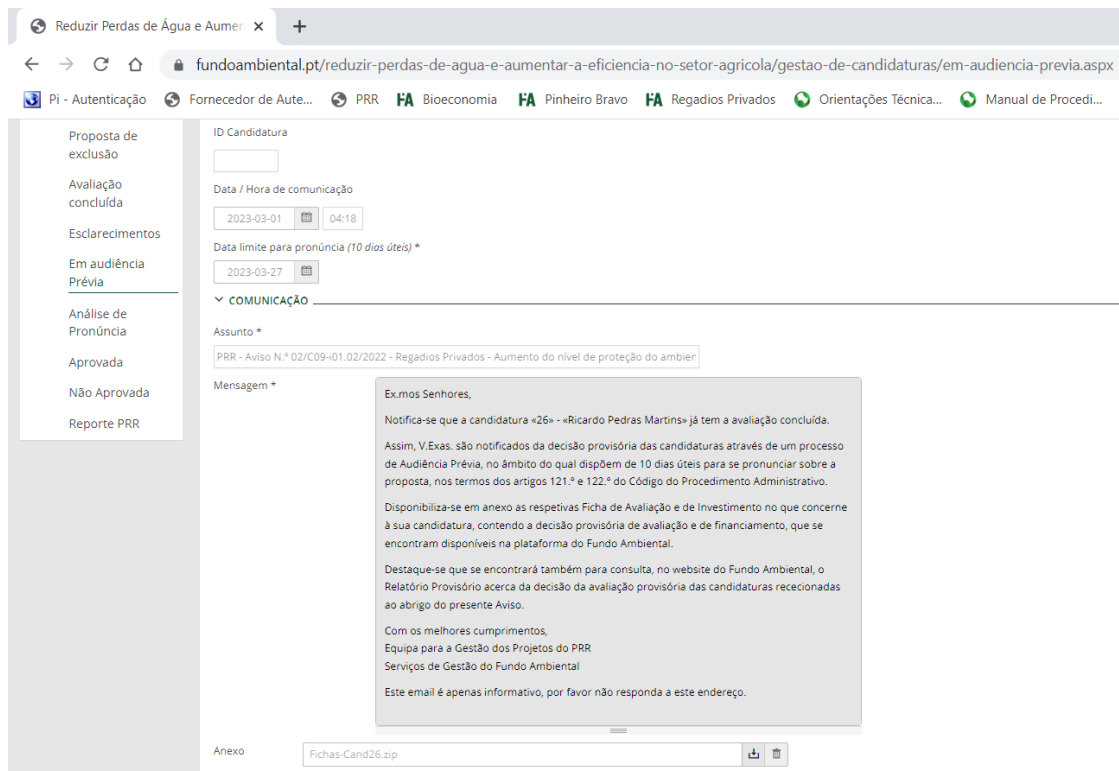 Reduzir Perdas de Água e Aumen
fundoambiental.pt/reduzir-perdas-de-agua-e-aumentar-a-eficiencia-no-setor-agricola/gestao-de-candidaturas/em-audiencia-previa.aspx
Pi - Autenticação Fornecedor de Aute... PRR FA Bioeconomia FA Pinheiro Bravo FA Regadios Privados Orientações Técnica... Manual de Procedi...
Proposta de
exclusão
Avaliação
concluída
Esclarecimentos
Em audiência
Prévia
Análise de
Pronúncia
Aprovada
Não Aprovada
Reporte PRR
ID Candidatura
Data / Hora de comunicação
2023-03-01 04:18
Data limite para pronúncia (10 dias úteis) *
2023-03-27
COMUNICAÇÃO
Assunto *
PRR - Aviso N.º 02/C09-i01.02/2022 - Regadios Privados - Aumento do nível de proteção do ambien
Mensagem *
Ex.mos Senhores,
Notifica-se que a candidatura «26» - «Ricardo Pedras Martins» já tem a avaliação concluída.
Assim, V.Exas. são notificados da decisão provisória das candidaturas através de um processo
de Audiência Prévia, no âmbito do qual dispõem de 10 dias úteis para se pronunciar sobre a
proposta, nos termos dos artigos 121.º e 122.º do Código do Procedimento Administrativo.
Disponibiliza-se em anexo as respetivas Ficha de Avaliação e de Investimento no que concerne
à sua candidatura, contendo a decisão provisória de avaliação e de financiamento, que se
encontram disponíveis na plataforma do Fundo Ambiental.
Destaque-se que se encontrará também para consulta, no website do Fundo Ambiental, o
Relatório Provisório acerca da decisão da avaliação provisória das candidaturas rececionadas
ao abrigo do presente Aviso.
Com os melhores cumprimentos,
Equipa para a Gestão dos Projetos do PRR
Serviços de Gestão do Fundo Ambiental
Este email é apenas informativo, por favor não responda a este endereço.
Anexo
Fichas-Cand26.zip